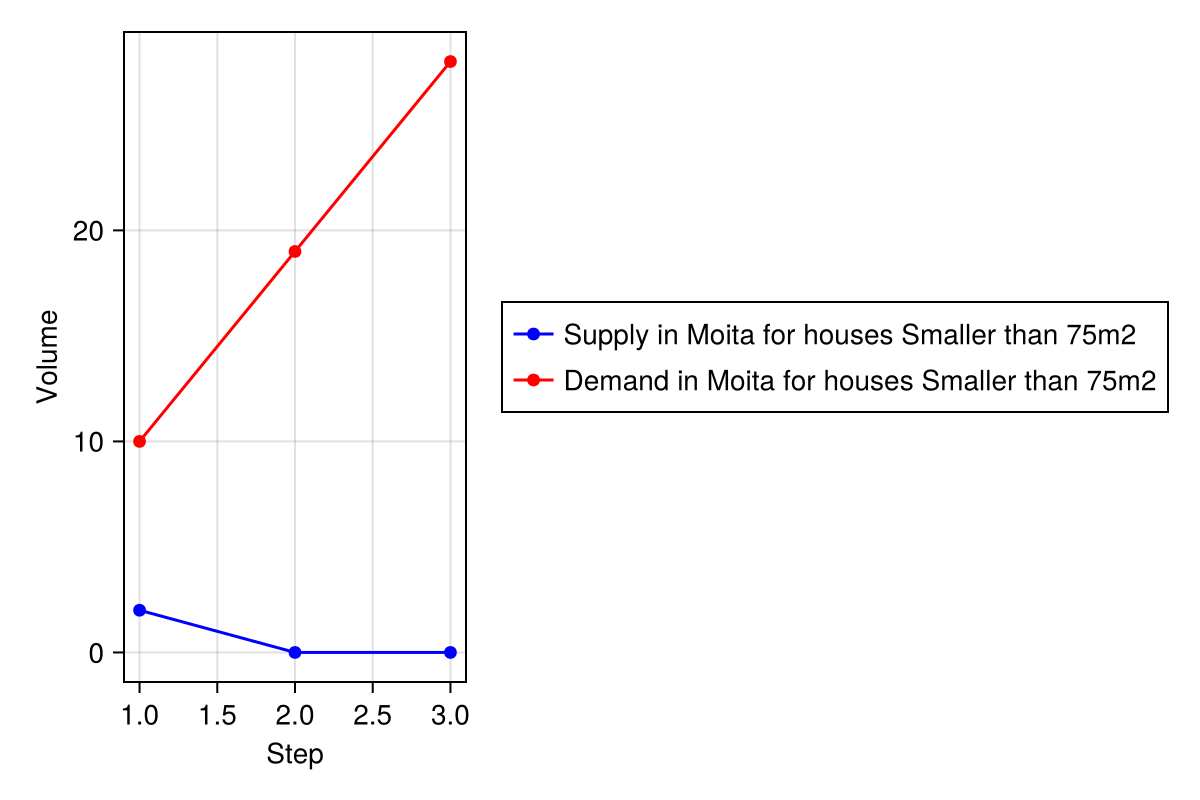 20
10
0
Volume
1.0 1.5 2.0 2.5 3.0
Step
Supply in Moita for houses Smaller than 75m2
Demand in Moita for houses Smaller than 75m2